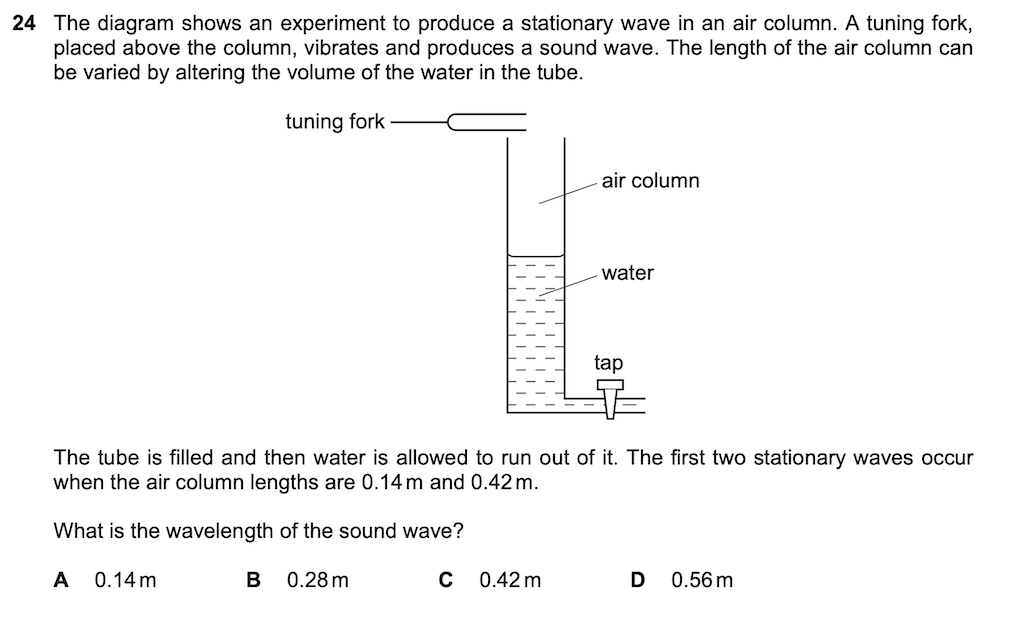 24 The diagram shows an experiment to produce a stationary wave in an air column. A tuning fork,
placed above the column, vibrates and produces a sound wave. The length of the air column can
be varied by altering the volume of the water in the tube.
tuning fork
air column
water
tap
The tube is filled and then water is allowed to run out of it. The first two stationary waves occur
when the air column lengths are 0.14 m and 0.42 m.
What is the wavelength of the sound wave?
A 0.14 m B 0.28 m C 0.42 m D 0.56 m